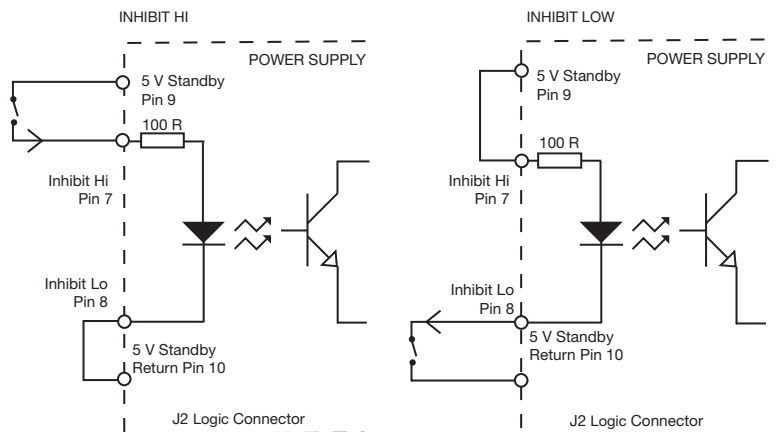 INHIBIT HI
POWER SUPPLY
5 V Standby
Pin 9
100 R
Inhibit Hi
Pin 7
Inhibit Lo
Pin 8
5 V Standby
Return Pin 10
J2 Logic Connector
INHIBIT LOW
POWER SUPPLY
5 V Standby
Pin 9
100 R
Inhibit Hi
Pin 7
Inhibit Lo
Pin 8
5 V Standby
Return Pin 10
J2 Logic Connector